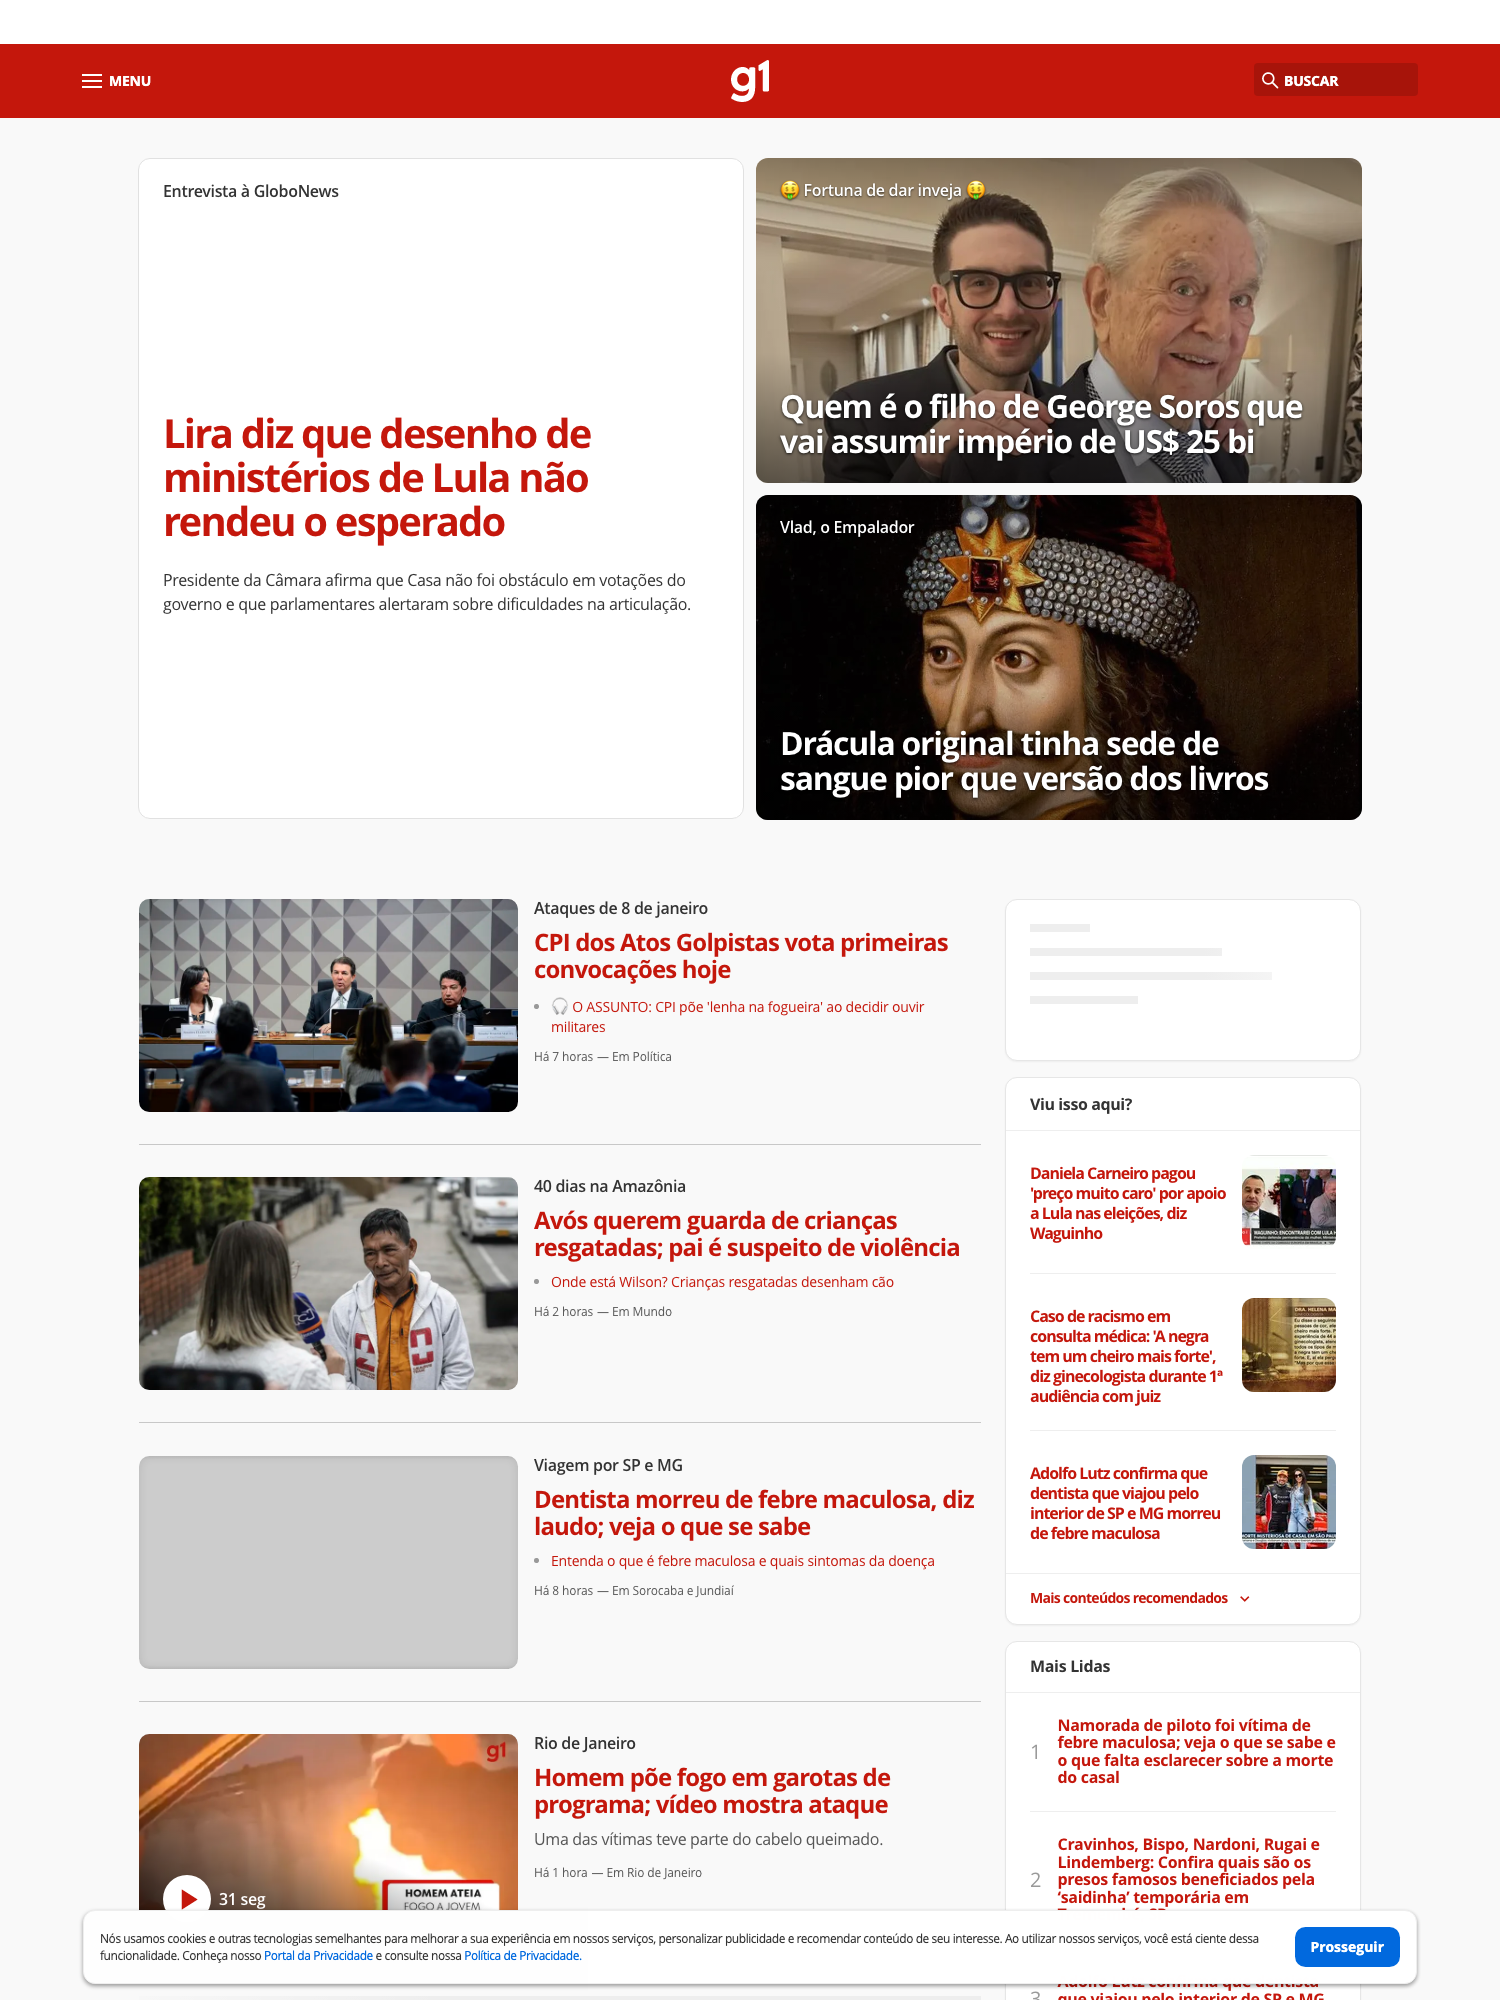 MENU
g1
BUSCAR
Entrevista à GloboNews
Lira diz que desenho de
ministérios de Lula não
rendeu o esperado
Presidente da Câmara afirma que Casa não foi obstáculo em votações do
governo e que parlamentares alertaram sobre dificuldades na articulação.
🤑 Fortuna de dar inveja 🤑
Quem é o filho de George Soros que
vai assumir império de US$ 25 bi
Vlad, o Empalador
Drácula original tinha sede de
sangue pior que versão dos livros
Ataques de 8 de janeiro
CPI dos Atos Golpistas vota primeiras
convocações hoje
🎧 O ASSUNTO: CPI põe 'lenha na fogueira' ao decidir ouvir
militares
Há 7 horas — Em Política
40 dias na Amazônia
Avós querem guarda de crianças
resgatadas; pai é suspeito de violência
Onde está Wilson? Crianças resgatadas desenham cão
Há 2 horas — Em Mundo
Viagem por SP e MG
Dentista morreu de febre maculosa, diz
laudo; veja o que se sabe
Entenda o que é febre maculosa e quais sintomas da doença
Há 8 horas — Em Sorocaba e Jundiaí
g1
31 seg
HOMEM ATEIA
FOGO A JOVEM
Rio de Janeiro
Homem põe fogo em garotas de
programa; vídeo mostra ataque
Uma das vítimas teve parte do cabelo queimado.
Há 1 hora — Em Rio de Janeiro
Viu isso aqui?
Daniela Carneiro pagou
'preço muito caro' por apoio
a Lula nas eleições, diz
Waguinho
WAGUINHO: ENCONTRAREI COM LULA
Caso de racismo em
consulta médica: 'A negra
tem um cheiro mais forte',
diz ginecologista durante 1ª
audiência com juiz
DRA. HELENA MA
Adolfo Lutz confirma que
dentista que viajou pelo
interior de SP e MG morreu
de febre maculosa
MORTE MISTERIOSA DE CASAL EM SÃO PAU
Mais conteúdos recomendados
Mais Lidas
1
Namorada de piloto foi vítima de
febre maculosa; veja o que se sabe e
o que falta esclarecer sobre a morte
do casal
2
Cravinhos, Bispo, Nardoni, Rugai e
Lindemberg: Confira quais são os
presos famosos beneficiados pela
‘saidinha’ temporária em
3
Adolfo Lutz confirma que dentista
que viajou pelo interior de SP e MG
Nós usamos cookies e outras tecnologias semelhantes para melhorar a sua experiência em nossos serviços, personalizar publicidade e recomendar conteúdo de seu interesse. Ao utilizar nossos serviços, você está ciente dessa
funcionalidade. Conheça nosso Portal da Privacidade e consulte nossa Política de Privacidade.
Prosseguir